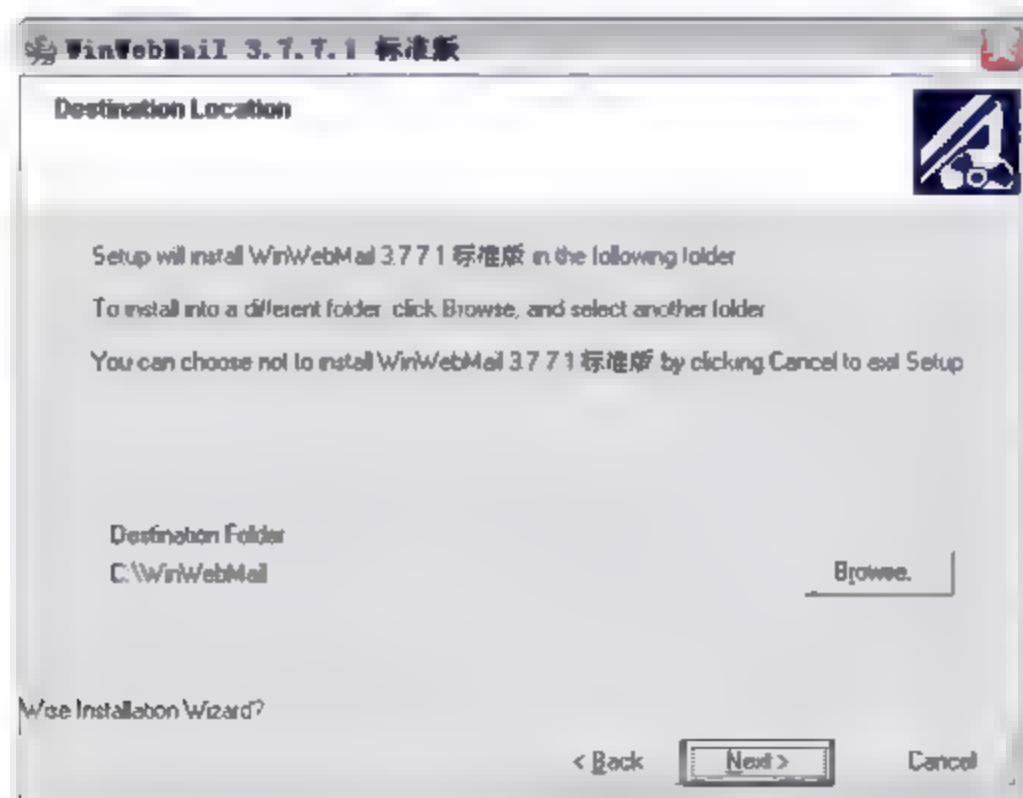 WinWebMail 3.7.7.1 标准版
Destination Location
Setup will install WinWebMail 3.7.7.1 标准版 in the following folder
To install into a different folder, click Browse, and select another folder
You can choose not to install WinWebMail 3.7.7.1 标准版 by clicking Cancel to exit Setup
Destination Folder
C:\WinWebMail
Browse.
Wise Installation Wizard?
< Back
Next >
Cancel